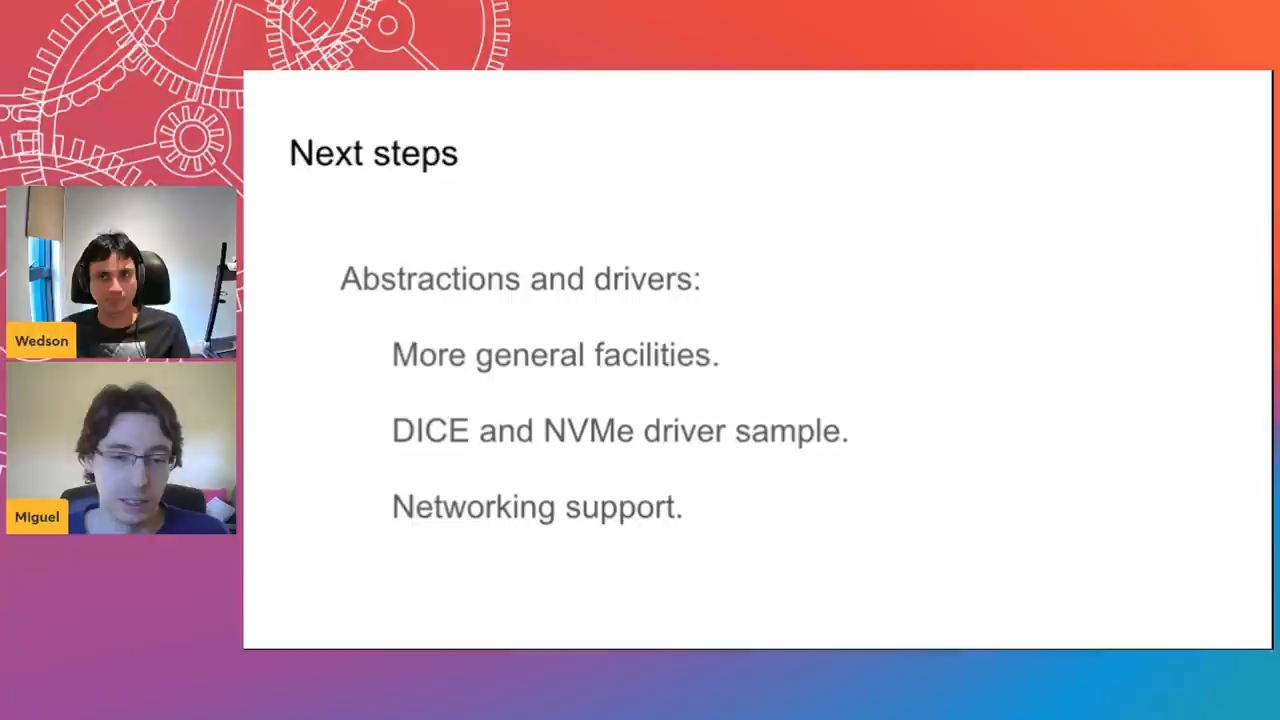 Next steps
Abstractions and drivers:
More general facilities.
DICE and NVMe driver sample.
Networking support.
Wedson
Miguel